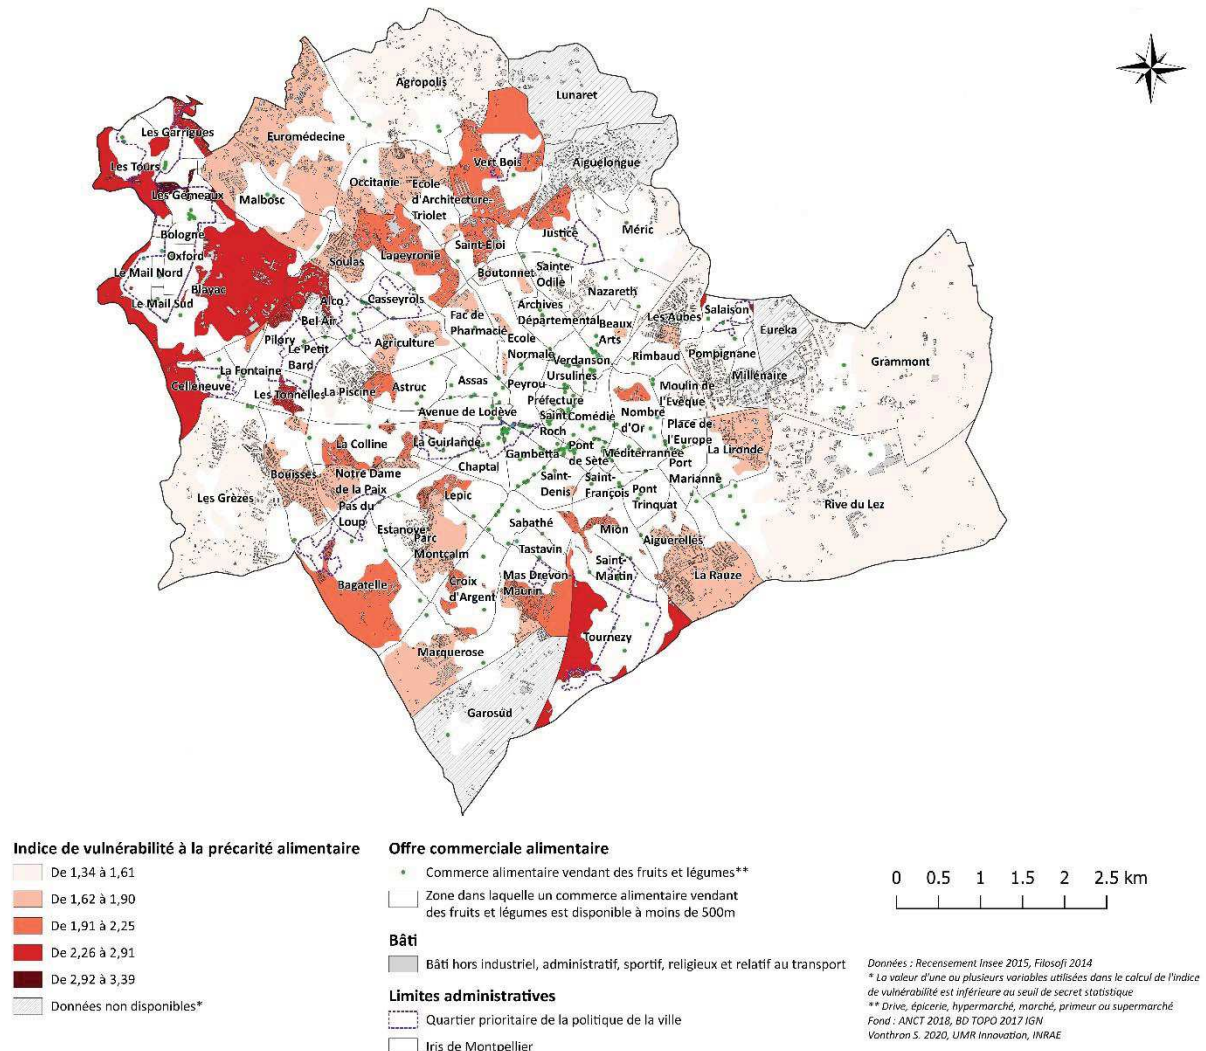 Agropolis
Lunaret
Les Garrigues
Euromédecine
Les Tours
Vert Bois
Aiguelongue
Les Gémeaux
Malbosc
Occitanie
Ecole
d'Architecture-
Triolet
Bologne
Justice
Méric
Oxford
Soulas
Lapeyronie
Saint-Eloi
Le Mail Nord
Boutonnet
Sainte-
Odile
Blayac
Nazareth
Le Mail Sud
Alco
Casseyrols
Archives
Départemental
Bel Air
Fac de
Pharmacie
Beaux
Arts
Les Aubes
Salaison
Eureka
Pilory
Le Petit
Bard
Agriculture
Ecole
Normale
Verdanson
Rimbaud
Pompignane
Grammont
La Fontaine
Celleneuve
Les Tonnelles
La Piscine
Astruc
Assas
Peyrou
Ursulines
Millénaire
Moulin de
l'Evêque
Préfecture
Avenue de Lodève
Saint
Roch
Comédie
Nombre
d'Or
Place de
l'Europe
La Colline
La Guirlande
Gambetta
Pont
de Sète
Méditerrannée
La Lironde
Chaptal
Port
Marianne
Bouisses
Notre Dame
de la Paix
Les Grèzes
Lepic
Saint-
Denis
Saint-
François
Pont
Trinquat
Rive du Lez
Pas du
Loup
Estanove
Parc
Montcalm
Sabathé
Mion
Aiguerelles
Tastavin
Saint-
Martin
La Rauze
Bagatelle
Croix
d'Argent
Mas Drevon
Maurin
Tournezy
Marquerose
Garosud
Indice de vulnérabilité à la précarité alimentaire
De 1,34 à 1,61
De 1,62 à 1,90
De 1,91 à 2,25
De 2,26 à 2,91
De 2,92 à 3,39
Données non disponibles*
Offre commerciale alimentaire
Commerce alimentaire vendant des fruits et légumes**
Zone dans laquelle un commerce alimentaire vendant
des fruits et légumes est disponible à moins de 500m
Bâti
Bâti hors industriel, administratif, sportif, religieux et relatif au transport
Limites administratives
Quartier prioritaire de la politique de la ville
Iris de Montpellier
0 0.5 1 1.5 2 2.5 km
Données : Recensement Insee 2015, Filosofi 2014
* La valeur d'une ou plusieurs variables utilisées dans le calcul de l'indice
de vulnérabilité est inférieure au seuil de secret statistique
** Drive, épicerie, hypermarché, marché, primeur ou supermarché
Fond : ANCT 2018, BD TOPO 2017 IGN
Vonthron S. 2020, UMR Innovation, INRAE